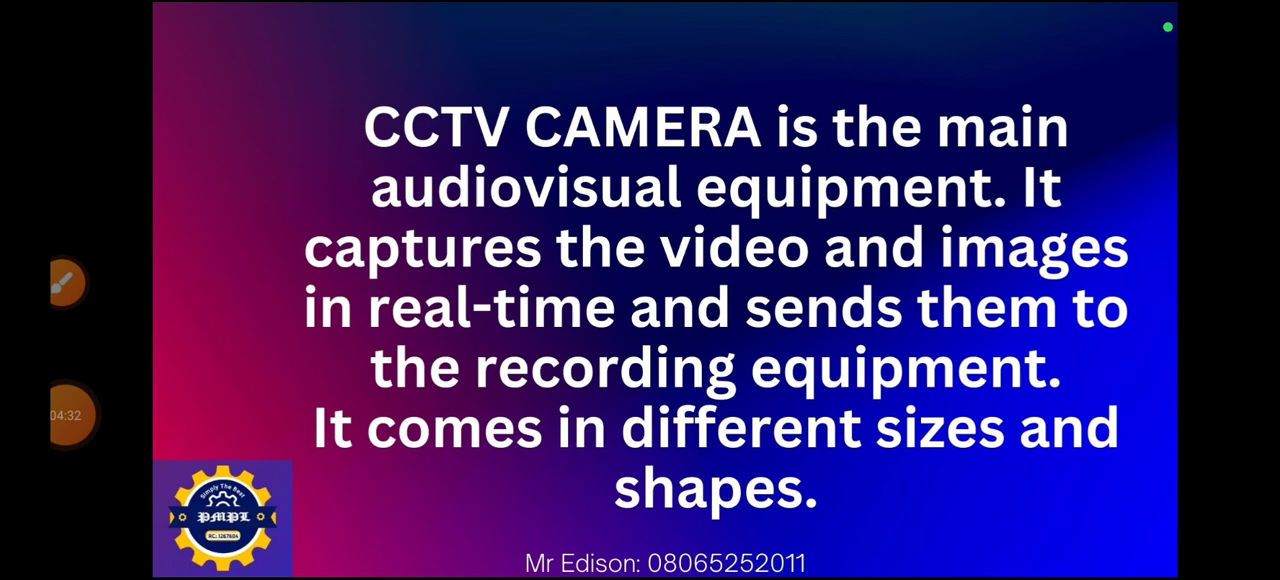 CCTV CAMERA is the main
audiovisual equipment. It
captures the video and images
in real-time and sends them to
the recording equipment.
It comes in different sizes and
shapes.
04:32
Simply The Best
PMPL
RC: 1267604
Mr Edison: 08065252011